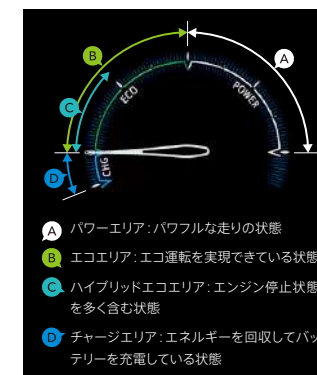 B
A
C
D
ECO
POWER
CHG
A パワーエリア：パワフルな走りの状態
B エコエリア：エコ運転を実現できている状態
C ハイブリッドエコエリア：エンジン停止状態
を多く含む状態
D チャージエリア：エネルギーを回収してバッ
テリーを充電している状態